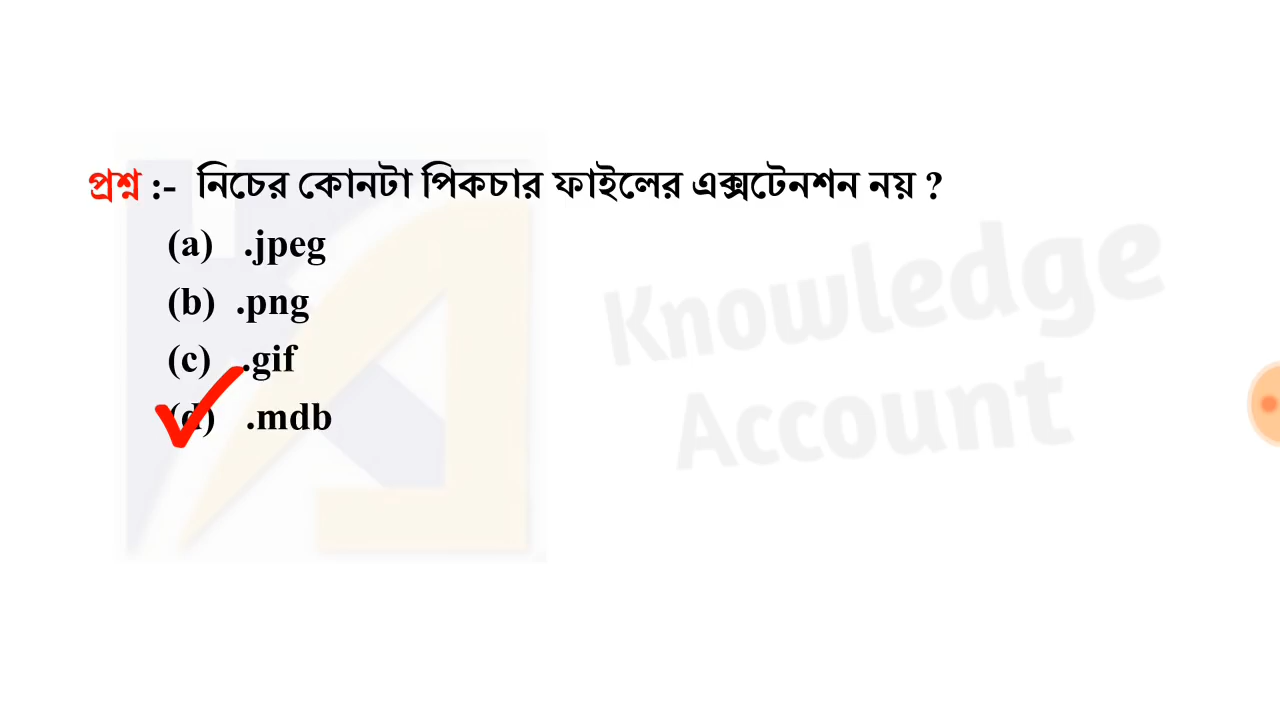 প্রশ্ন :- নিচের কোনটা পিকচার ফাইলের এক্সটেনশন নয় ?
(a) .jpeg
(b) .png
(c) .gif
(d) .mdb
Knowledge
Account